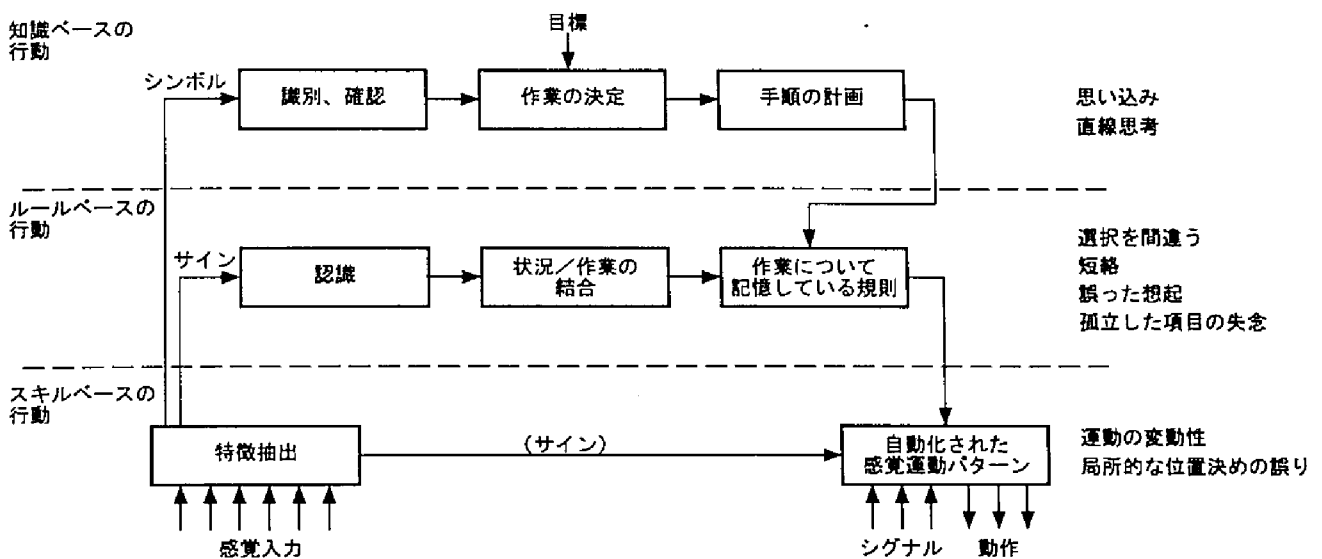 知識ベースの
行動
目標
シンボル
識別、確認
作業の決定
手順の計画
思い込み
直線思考
ルールベースの
行動
サイン
認識
状況／作業の
結合
作業について
記憶している規則
選択を間違う
短絡
誤った想起
孤立した項目の失念
スキルベースの
行動
特徴抽出
(サイン)
自動化された
感覚運動パターン
運動の変動性
局所的な位置決めの誤り
感覚入力
シグナル
動作